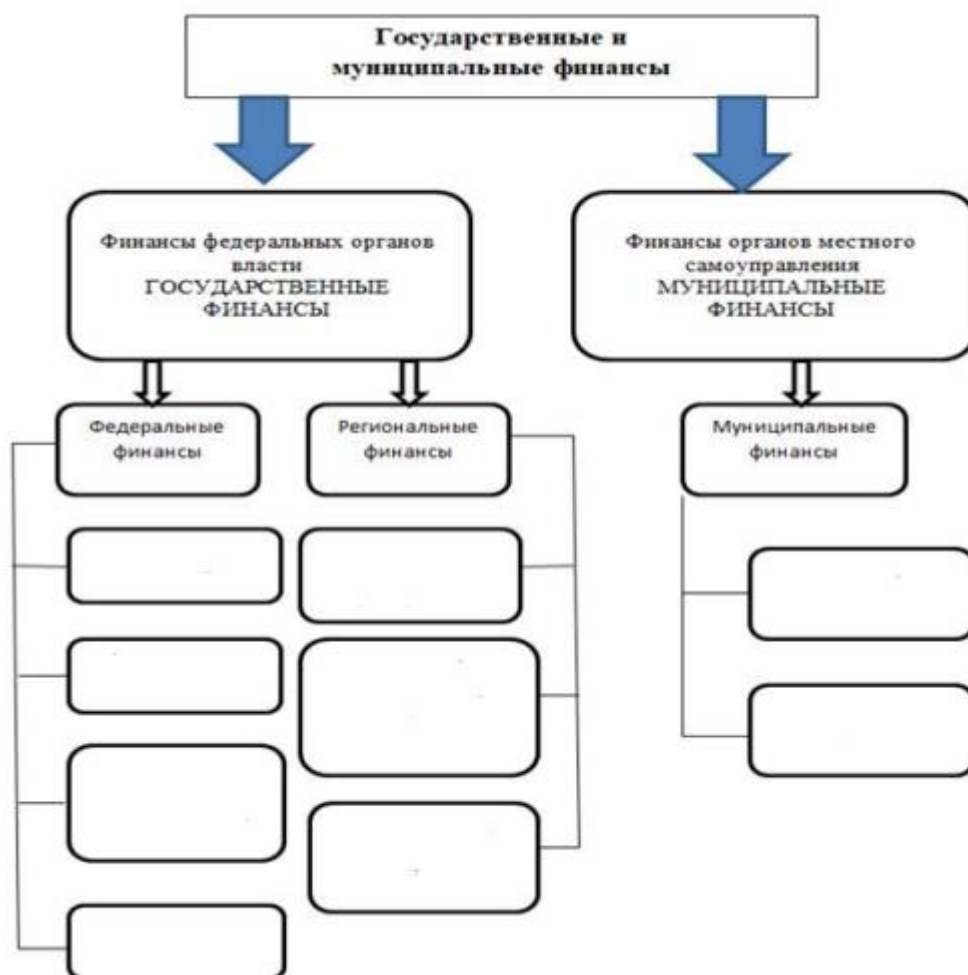 Государственные и
муниципальные финансы
Финансы федеральных органов
власти
ГОСУДАРСТВЕННЫЕ
ФИНАНСЫ
Финансы органов местного
самоуправления
МУНИЦИПАЛЬНЫЕ
ФИНАНСЫ
Федеральные
финансы
Региональные
финансы
Муниципальные
финансы